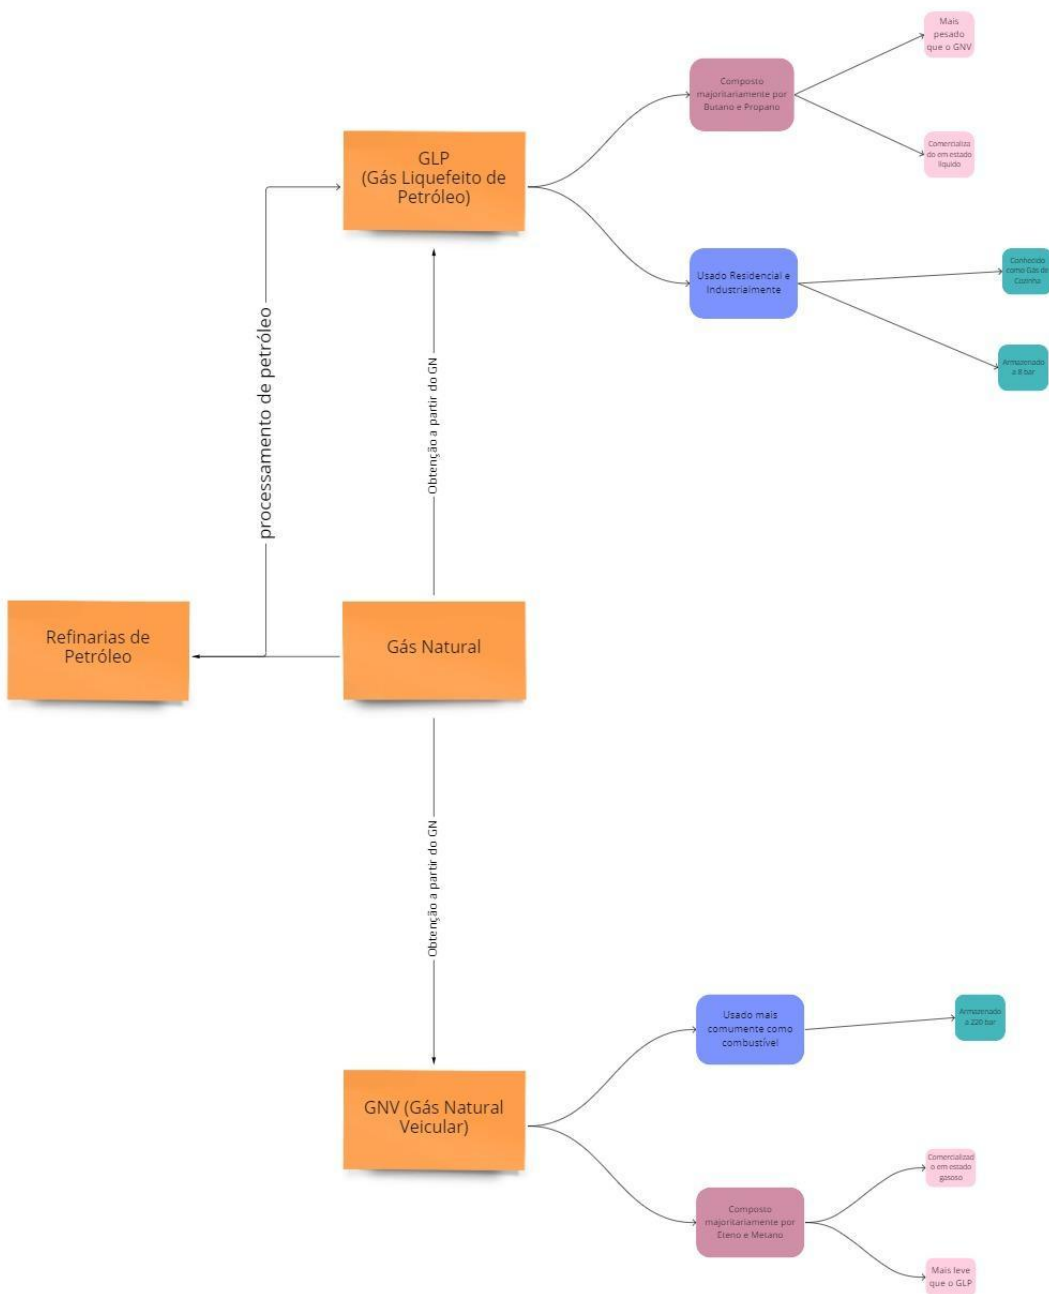 Mais
pesado
que o GNV
Composto
majoritariamente por
Butano e Propano
Comercializa
do em estado
líquido
GLP
(Gás Liquefeito de
Petróleo)
Usado Residencial e
Industrialmente
Conhecido
como Gás de
Cozinha
Armazenado
a 8 bar
processamento de petróleo
Obtenção a partir do GN
Refinarias de
Petróleo
Gás Natural
Obtenção a partir do GN
Usado mais
comumente como
combustível
Armazenado
a 220 bar
GNV (Gás Natural
Veicular)
Comercializad
o em estado
gasoso
Composto
majoritariamente por
Eteno e Metano
Mais leve
que o GLP